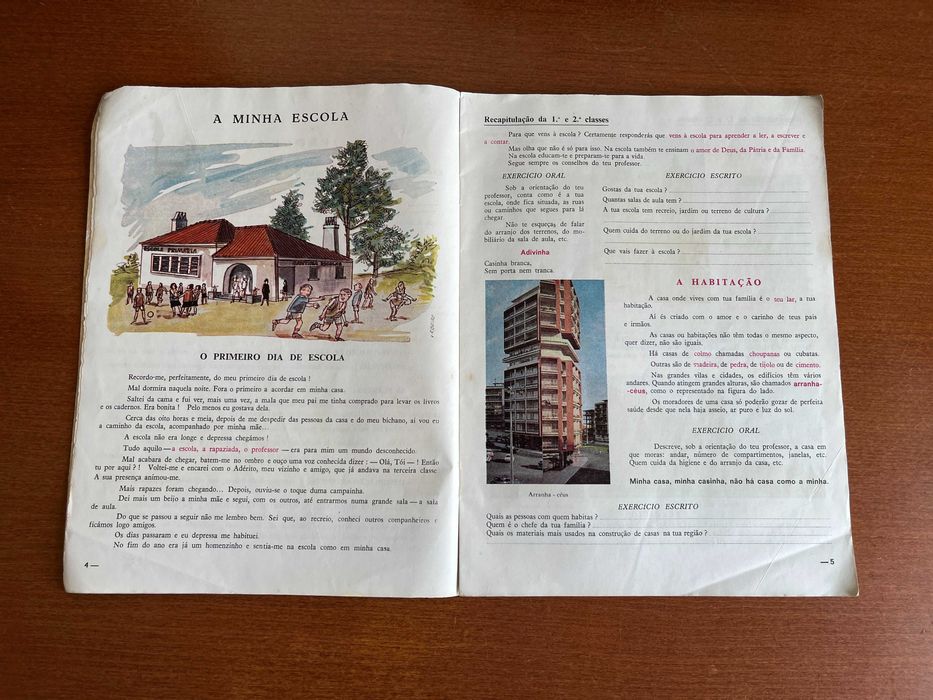 A MINHA ESCOLA
ESCOLA PRIMÁRIA
O PRIMEIRO DIA DE ESCOLA
Recordo-me, perfeitamente, do meu primeiro dia de escola !
Mal dormira naquela noite. Fora o primeiro a acordar em minha casa.
Saltei da cama e fui ver, mais uma vez, a mala que meu pai me tinha comprado para levar os livros
e os cadernos. Era bonita ! Pelo menos eu gostava dela.
Cerca das oito horas e meia, depois de me despedir das pessoas da casa e do meu bichano, aí vou eu
a caminho da escola, acompanhado por minha mãe...
A escola não era longe e depressa chegámos !
Tudo aquilo — a escola, a rapaziada, o professor — era para mim um mundo desconhecido.
Mal acabara de chegar, batem-me no ombro e ouço uma voz conhecida dizer : — Olá, Tói — ! Então
tu por aqui ? ! Voltei-me e encarei com o Adérito, meu vizinho e amigo, que já andava na terceira classe
A sua presença animou-me.
Mais rapazes foram chegando... Depois, ouviu-se o toque duma campainha.
Dei mais um beijo a minha mãe e segui, com os outros, até entrarmos numa grande sala — a sala
de aula.
Do que se passou a seguir não me lembro bem. Sei que, ao recreio, conheci outros companheiros e
ficámos logo amigos.
Os dias passaram e eu depressa me habituei.
No fim do ano era já um homenzinho e sentia-me na escola como em minha casa.
4 —
Recapitulação da 1.ª e 2.ª classes
Para que vens à escola ? Certamente responderás que vens à escola para aprender a ler, a escrever e
a contar.
Mas olha que não é só para isso. Na escola também te ensinam o amor de Deus, da Pátria e da Família.
Na escola educam-te e preparam-te para a vida.
Segue sempre os conselhos do teu professor.
EXERCÍCIO ORAL
Sob a orientação do teu
professor, conta como é a tua
escola, onde fica situada, as ruas
ou caminhos que segues para lá
chegar.
Não te esqueças de falar
do arranjo dos terrenos, do mo-
biliário da sala de aula, etc.
Adivinha
Casinha branca,
Sem porta nem tranca.
EXERCÍCIO ESCRITO
Gostas da tua escola ?
Quantas salas de aula tem ?
A tua escola tem recreio, jardim ou terreno de cultura ?
Quem cuida do terreno ou do jardim da tua escola ?
Que vais fazer à escola ?
Arranha - céus
A HABITAÇÃO
A casa onde vives com tua família é o teu lar, a tua
habitação.
Aí és criado com o amor e o carinho de teus pais
e irmãos.
As casas ou habitações não têm todas o mesmo aspecto,
quer dizer, não são iguais.
Há casas de colmo chamadas choupanas ou cubatas.
Outras são de madeira, de pedra, de tijolo ou de cimento.
Nas grandes vilas e cidades, os edifícios têm vários
andares. Quando atingem grandes alturas, são chamados arranha-
-céus, como o representado na figura do lado.
Os moradores de uma casa só poderão gozar de perfeita
saúde desde que nela haja asseio, ar puro e luz do sol.
EXERCÍCIO ORAL
Descreve, sob a orientação do teu professor, a casa em
que moras: andar, número de compartimentos, janelas, etc.
Quem cuida da higiene e do arranjo da casa, etc.
Minha casa, minha casinha, não há casa como a minha.
EXERCÍCIO ESCRITO
Quais as pessoas com quem habitas ?
Quem é o chefe da tua família ?
Quais os materiais mais usados na construção de casas na tua região ?
— 5